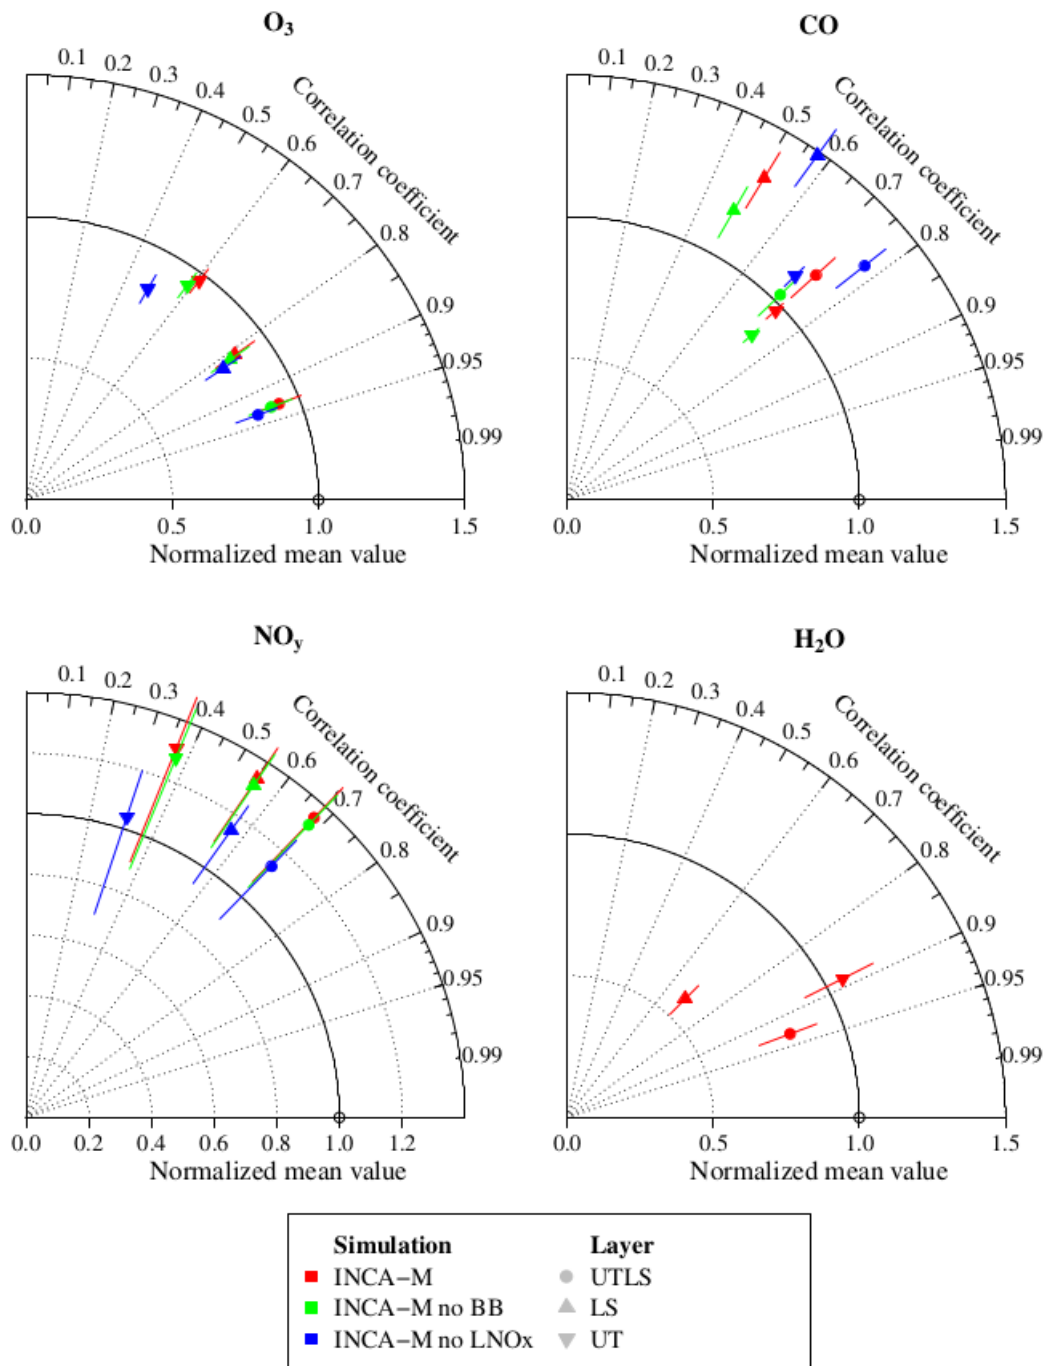 O3
0.1 0.2 0.3 0.4 0.5 0.6 0.7 0.8 0.9 0.95 0.99
Correlation coefficient
0.0 0.5 1.0 1.5
Normalized mean value
CO
0.1 0.2 0.3 0.4 0.5 0.6 0.7 0.8 0.9 0.95 0.99
Correlation coefficient
0.0 0.5 1.0 1.5
Normalized mean value
NOy
0.1 0.2 0.3 0.4 0.5 0.6 0.7 0.8 0.9 0.95 0.99
Correlation coefficient
0.0 0.2 0.4 0.6 0.8 1.0 1.2
Normalized mean value
H2O
0.1 0.2 0.3 0.4 0.5 0.6 0.7 0.8 0.9 0.95 0.99
Correlation coefficient
0.0 0.5 1.0 1.5
Normalized mean value
Simulation
INCA−M
INCA−M no BB
INCA−M no LNOx
Layer
UTLS
LS
UT